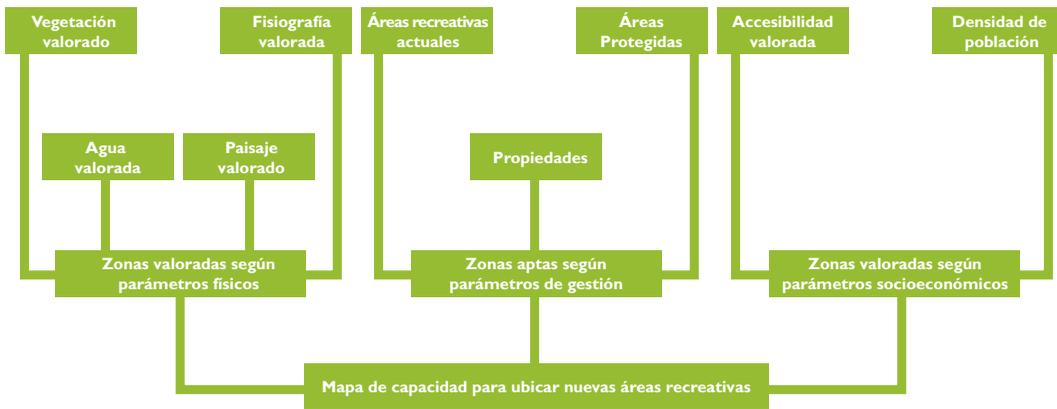 Vegetación
valorado
Fisiografía
valorada
Áreas recreativas
actuales
Áreas
Protegidas
Accesibilidad
valorada
Densidad de
población
Agua
valorada
Paisaje
valorado
Propiedades
Zonas valoradas según
parámetros físicos
Zonas aptas según
parámetros de gestión
Zonas valoradas según
parámetros socioeconómicos
Mapa de capacidad para ubicar nuevas áreas recreativas